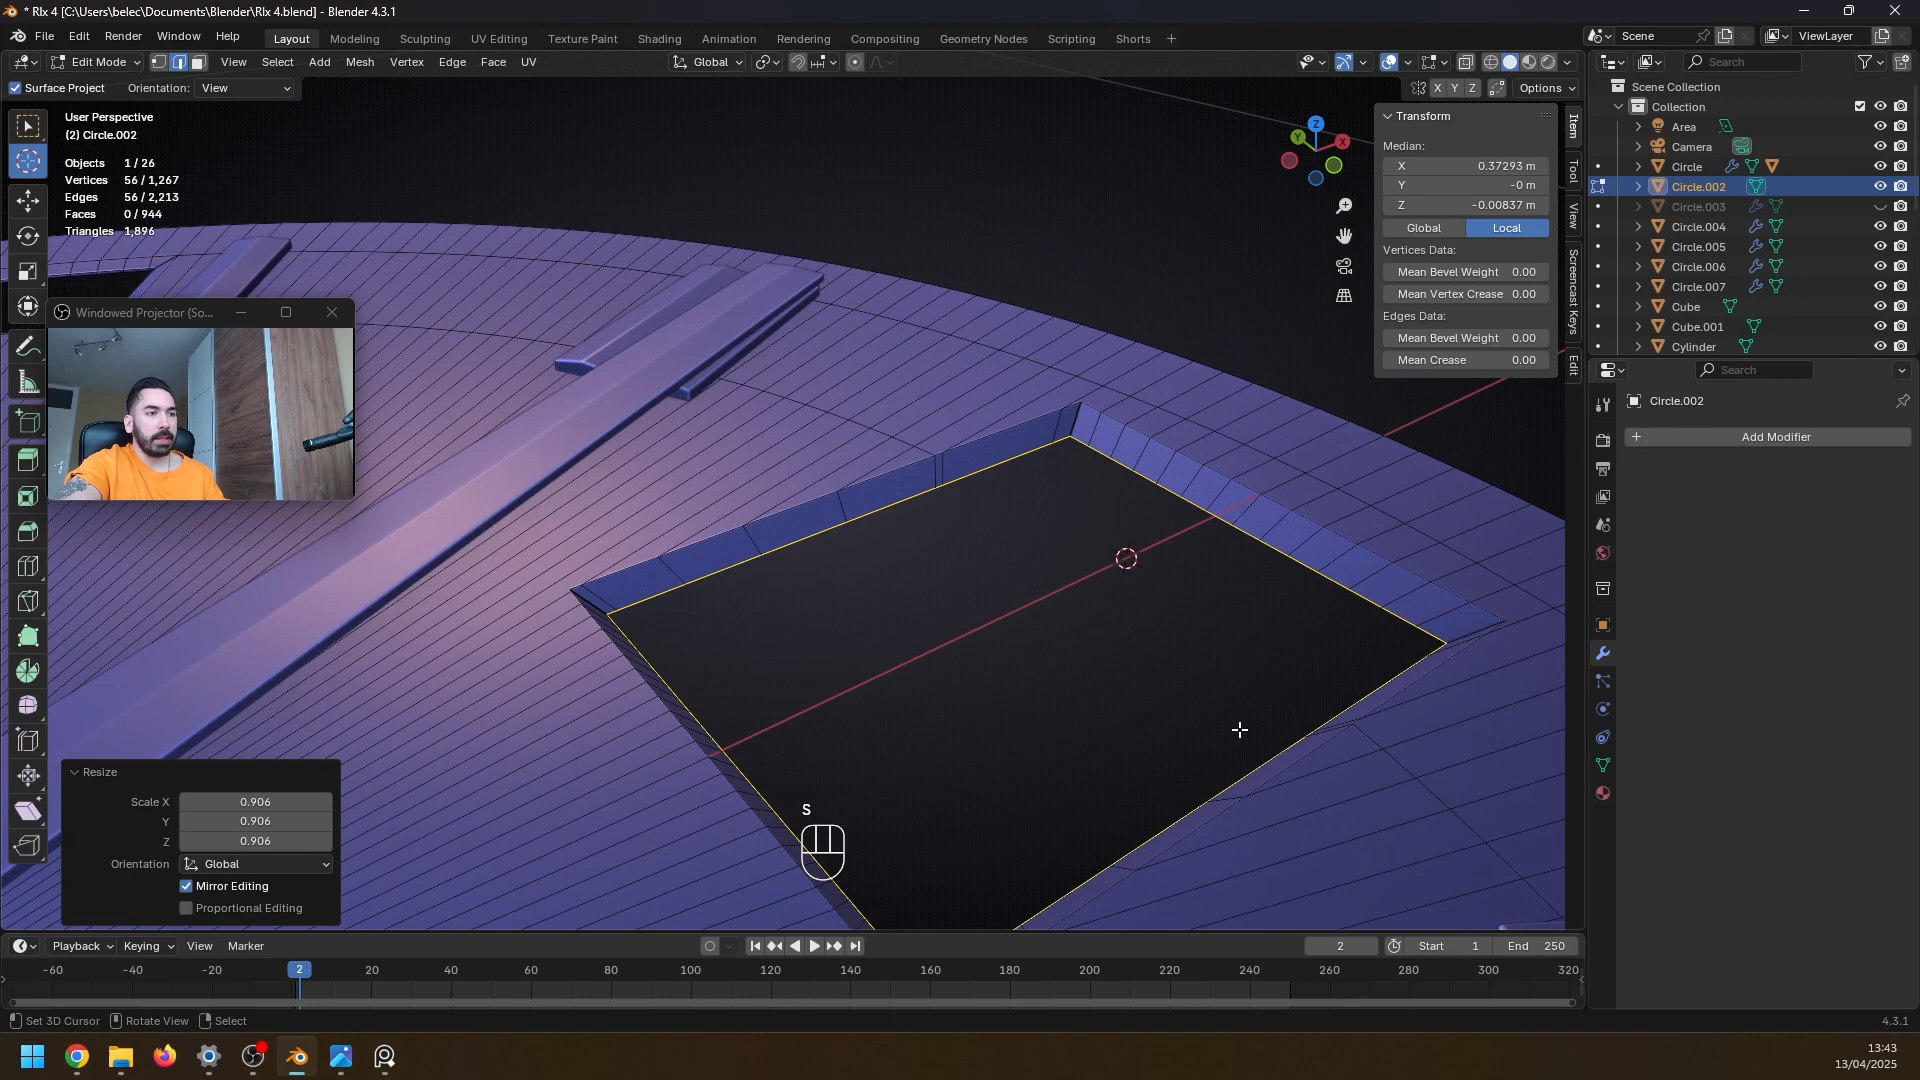 * Rlx 4 [C:\Users\belec\Documents\Blender\Rlx 4.blend] - Blender 4.3.1
File Edit Render Window Help
Layout Modeling Sculpting UV Editing Texture Paint Shading Animation Rendering Compositing Geometry Nodes Scripting Shorts +
Scene
ViewLayer
Edit Mode View Select Add Mesh Vertex Edge Face UV
Global
Search
Surface Project Orientation: View
X Y Z Options
User Perspective
(2) Circle.002
Objects 1 / 26
Vertices 56 / 1,267
Edges 56 / 2,213
Faces 0 / 944
Triangles 1,896
Z
Y
X
Transform
Median:
X 0.37293 m
Y -0 m
Z -0.00837 m
Global Local
Vertices Data:
Mean Bevel Weight 0.00
Mean Vertex Crease 0.00
Edges Data:
Mean Bevel Weight 0.00
Mean Crease 0.00
Item
Tool
View
Screencast Keys
Edit
Scene Collection
Collection
Area
Camera
Circle
Circle.002
Circle.003
Circle.004
Circle.005
Circle.006
Circle.007
Cube
Cube.001
Cylinder
Search
Circle.002
+ Add Modifier
Windowed Projector (So...
Resize
Scale X 0.906
Y 0.906
Z 0.906
Orientation Global
Mirror Editing
Proportional Editing
S
Playback Keying View Marker
2 Start 1 End 250
-60 -40 -20 2 20 40 60 80 100 120 140 160 180 200 220 240 260 280 300 320
Set 3D Cursor Rotate View Select
4.3.1
13:43
13/04/2025